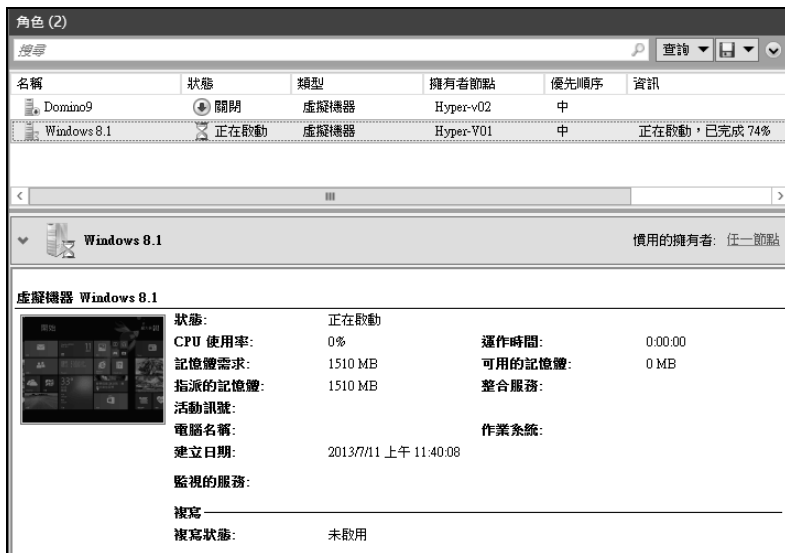 角色 (2)
搜尋 查詢
名稱 狀態 類型 擁有者節點 優先順序 資訊
Domino9 關閉 虛擬機器 Hyper-v02 中
Windows 8.1 正在啟動 虛擬機器 Hyper-V01 中 正在啟動，已完成 74%
Windows 8.1 慣用的擁有者: 任一節點
虛擬機器 Windows 8.1
狀態: 正在啟動
CPU 使用率: 0% 運作時間: 0:00:00
記憶體需求: 1510 MB 可用的記憶體: 0 MB
指派的記憶體: 1510 MB 整合服務:
活動訊號:
電腦名稱: 作業系統:
建立日期: 2013/7/11 上午 11:40:08
監視的服務:
複寫
複寫狀態: 未啟用
開始
33°